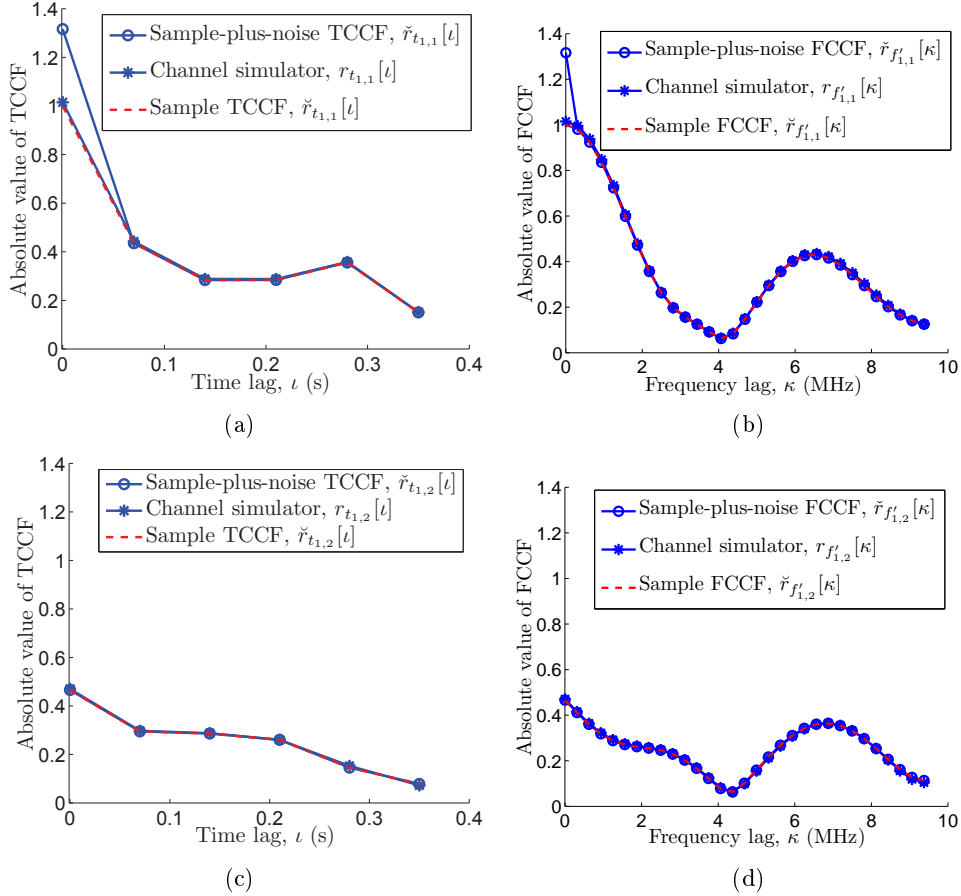 1.4
1.2
1
0.8
0.6
0.4
0.2
0
Absolute value of TCCF
Sample-plus-noise TCCF, ř_{t_{1,1}}[ι]
Channel simulator, r_{t_{1,1}}[ι]
Sample TCCF, r̆_{t_{1,1}}[ι]
0 0.1 0.2 0.3 0.4
Time lag, ι (s)
(a)
1.4
1.2
1
0.8
0.6
0.4
0.2
0
Absolute value of FCCF
Sample-plus-noise FCCF, ř_{f′_{1,1}}[κ]
Channel simulator, r_{f′_{1,1}}[κ]
Sample FCCF, r̆_{f′_{1,1}}[κ]
0 2 4 6 8 10
Frequency lag, κ (MHz)
(b)
1.4
1.2
1
0.8
0.6
0.4
0.2
0
Absolute value of TCCF
Sample-plus-noise TCCF, ř_{t_{1,2}}[ι]
Channel simulator, r_{t_{1,2}}[ι]
Sample TCCF, r̆_{t_{1,2}}[ι]
0 0.1 0.2 0.3 0.4
Time lag, ι (s)
(c)
1.4
1.2
1
0.8
0.6
0.4
0.2
0
Absolute value of FCCF
Sample-plus-noise FCCF, ř_{f′_{1,2}}[κ]
Channel simulator, r_{f′_{1,2}}[κ]
Sample FCCF, r̆_{f′_{1,2}}[κ]
0 2 4 6 8 10
Frequency lag, κ (MHz)
(d)